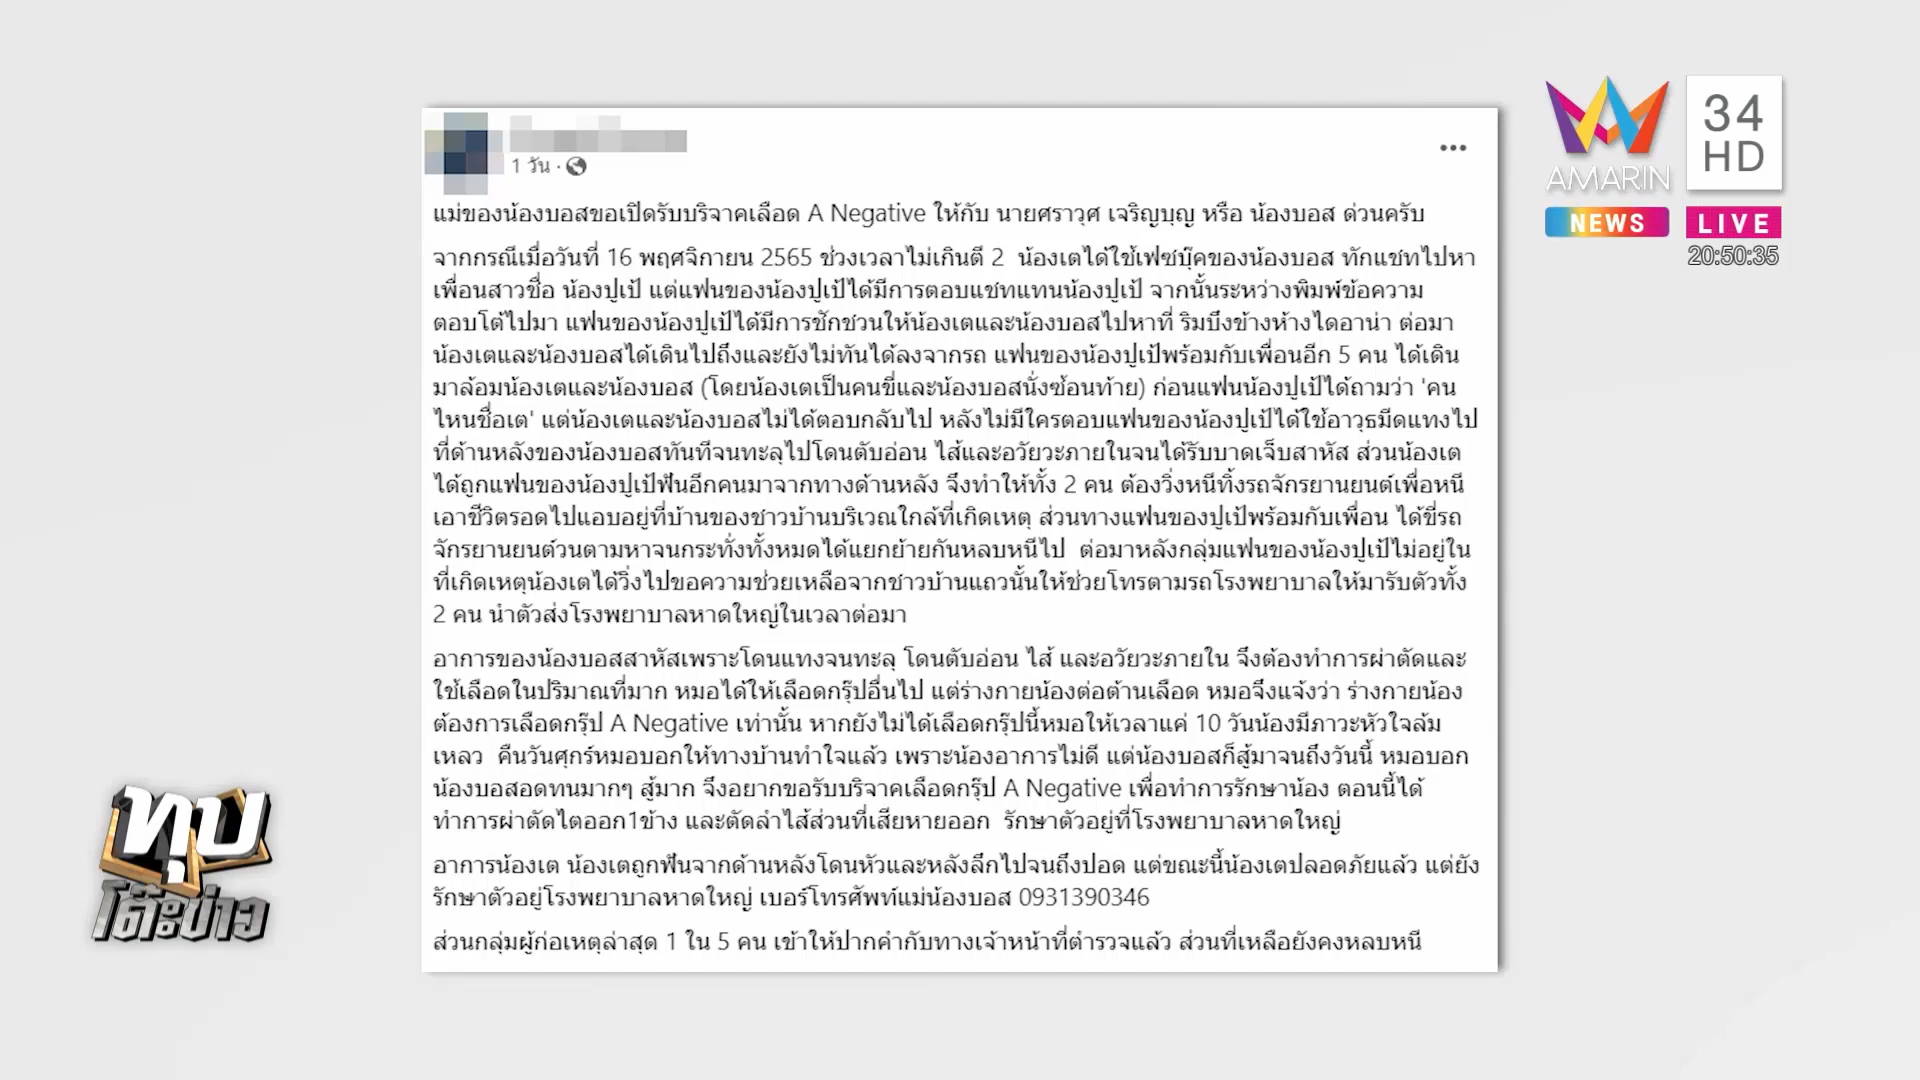 AMARIN
34
HD
NEWS
LIVE
20:50:35
1 วัน ·
แม่ของน้องบอสขอเปิดรับบริจาคเลือด A Negative ให้กับ นายศราวุศ เจริญบุญ หรือ น้องบอส ด่วนครับ
จากกรณีเมื่อวันที่ 16 พฤศจิกายน 2565 ช่วงเวลาไม่เกินตี 2 น้องเตได้ใช้เฟซบุ๊คของน้องบอส ทักแชทไปหา
เพื่อนสาวชื่อ น้องปูเป้ แต่แฟนของน้องปูเป้ได้มีการตอบแชทแทนน้องปูเป้ จากนั้นระหว่างพิมพ์ข้อความ
ตอบโต้ไปมา แฟนของน้องปูเป้ได้มีการชักชวนให้น้องเตและน้องบอสไปหาที่ ริมบึงข้างห้างไดอาน่า ต่อมา
น้องเตและน้องบอสได้เดินไปถึงและยังไม่ทันได้ลงจากรถ แฟนของน้องปูเป้พร้อมกับเพื่อนอีก 5 คน ได้เดิน
มาล้อมน้องเตและน้องบอส (โดยน้องเตเป็นคนขี่และน้องบอสนั่งซ้อนท้าย) ก่อนแฟนน้องปูเป้ได้ถามว่า 'คน
ไหนชื่อเต' แต่น้องเตและน้องบอสไม่ได้ตอบกลับไป หลังไม่มีใครตอบแฟนของน้องปูเป้ได้ใช้อาวุธมีดแทงไป
ที่ด้านหลังของน้องบอสทันทีจนทะลุไปโดนตับอ่อน ไส้และอวัยวะภายในจนได้รับบาดเจ็บสาหัส ส่วนน้องเต
ได้ถูกแฟนของน้องปูเป้ฟันอีกคนมาจากทางด้านหลัง จึงทำให้ทั้ง 2 คน ต้องวิ่งหนีทิ้งรถจักรยานยนต์เพื่อหนี
เอาชีวิตรอดไปแอบอยู่ที่บ้านของชาวบ้านบริเวณใกล้ที่เกิดเหตุ ส่วนทางแฟนของปูเป้พร้อมกับเพื่อน ได้ขี่รถ
จักรยานยนต์วนตามหาจนกระทั่งทั้งหมดได้แยกย้ายกันหลบหนีไป ต่อมาหลังกลุ่มแฟนของน้องปูเป้ไม่อยู่ใน
ที่เกิดเหตุน้องเตได้วิ่งไปขอความช่วยเหลือจากชาวบ้านแถวนั้นให้ช่วยโทรตามรถโรงพยาบาลให้มารับตัวทั้ง
2 คน นำตัวส่งโรงพยาบาลหาดใหญ่ในเวลาต่อมา
อาการของน้องบอสสาหัสเพราะโดนแทงจนทะลุ โดนตับอ่อน ไส้ และอวัยวะภายใน จึงต้องทำการผ่าตัดและ
ใช้เลือดในปริมาณที่มาก หมอได้ให้เลือดกรุ๊ปอื่นไป แต่ร่างกายน้องต่อต้านเลือด หมอจึงแจ้งว่า ร่างกายน้อง
ต้องการเลือดกรุ๊ป A Negative เท่านั้น หากยังไม่ได้เลือดกรุ๊ปนี้หมอให้เวลาแค่ 10 วันน้องมีภาวะหัวใจล้ม
เหลว คืนวันศุกร์หมอบอกให้ทางบ้านทำใจแล้ว เพราะน้องอาการไม่ดี แต่น้องบอสก็สู้มาจนถึงวันนี้ หมอบอก
น้องบอสอดทนมากๆ สู้มาก จึงอยากขอรับบริจาคเลือดกรุ๊ป A Negative เพื่อทำการรักษาน้อง ตอนนี้ได้
ทำการผ่าตัดไตออก1ข้าง และตัดลำไส้ส่วนที่เสียหายออก รักษาตัวอยู่ที่โรงพยาบาลหาดใหญ่
อาการน้องเต น้องเตถูกฟันจากด้านหลังโดนหัวและหลังลึกไปจนถึงปอด แต่ขณะนี้น้องเตปลอดภัยแล้ว แต่ยัง
รักษาตัวอยู่โรงพยาบาลหาดใหญ่ เบอร์โทรศัพท์แม่น้องบอส 0931390346
ส่วนกลุ่มผู้ก่อเหตุล่าสุด 1 ใน 5 คน เข้าให้ปากคำกับทางเจ้าหน้าที่ตำรวจแล้ว ส่วนที่เหลือยังคงหลบหนี
ทุบ
โต๊ะข่าว